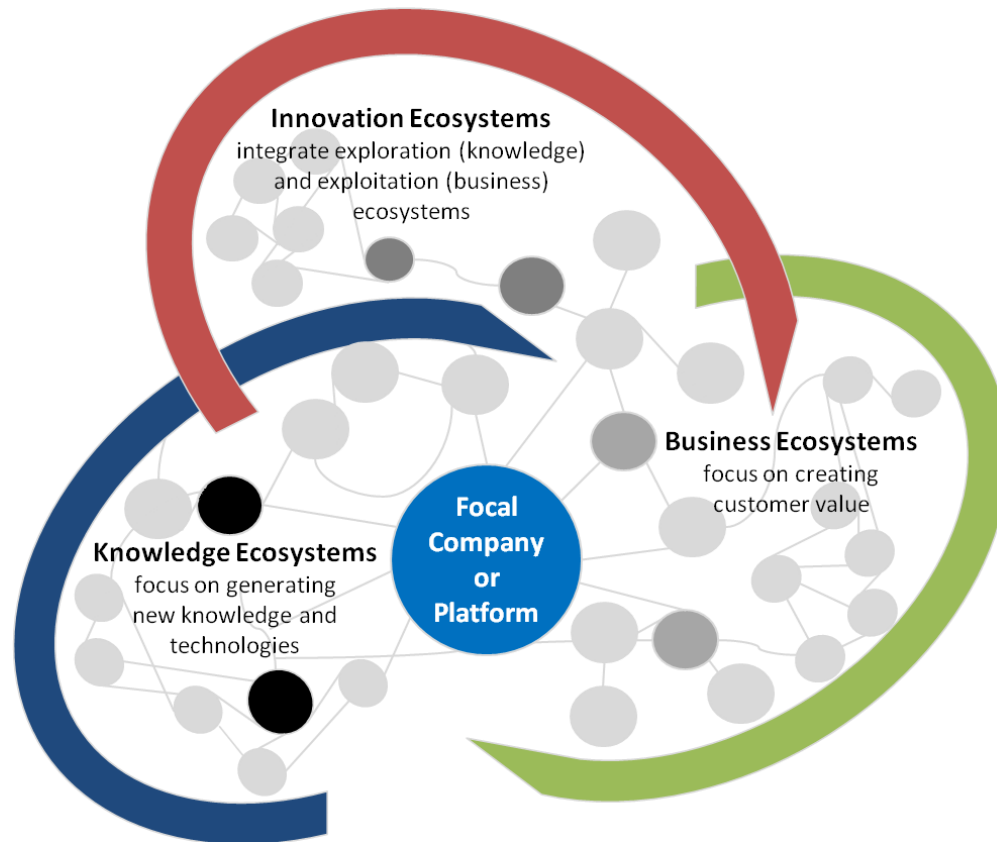 Innovation Ecosystems
integrate exploration (knowledge)
and exploitation (business)
ecosystems
Business Ecosystems
focus on creating
customer value
Focal
Company
or
Platform
Knowledge Ecosystems
focus on generating
new knowledge and
technologies